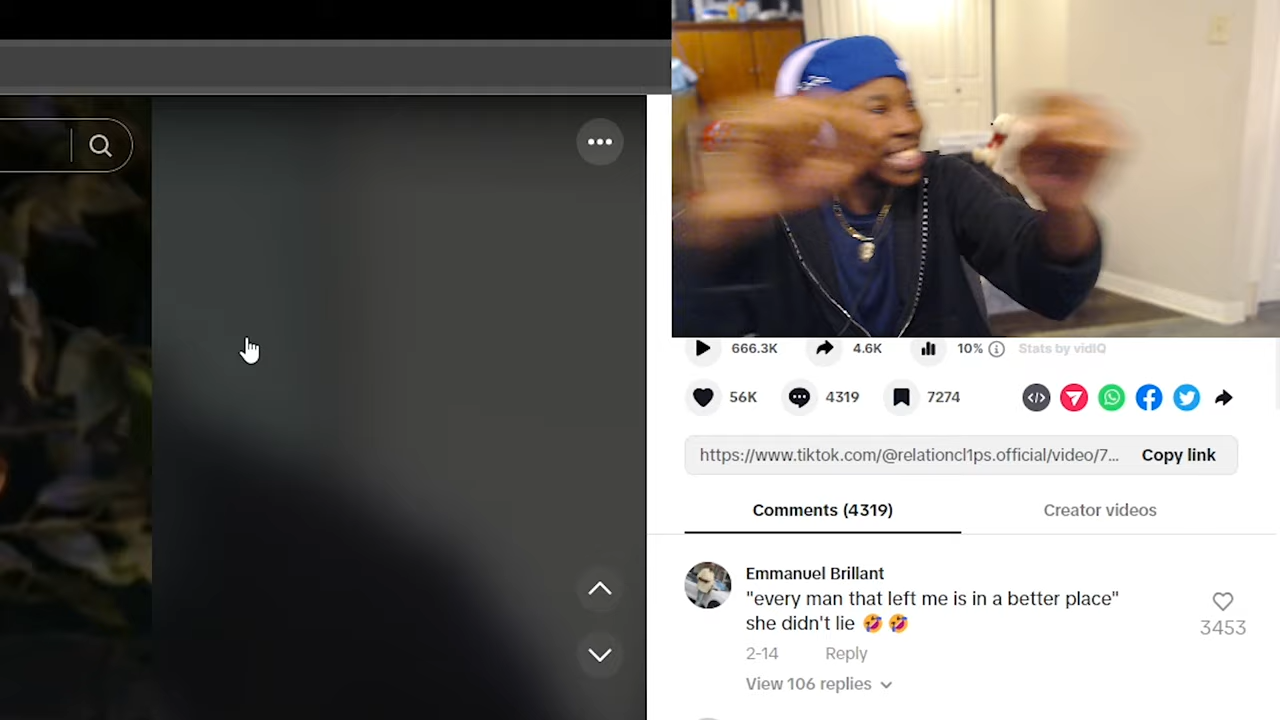 666.3K 4.6K 10% Stats by vidIQ
56K 4319 7274
https://www.tiktok.com/@relationcl1ps.official/video/7... Copy link
Comments (4319) Creator videos
Emmanuel Brillant
"every man that left me is in a better place"
she didn't lie 🤣🤣
3453
2-14 Reply
View 106 replies